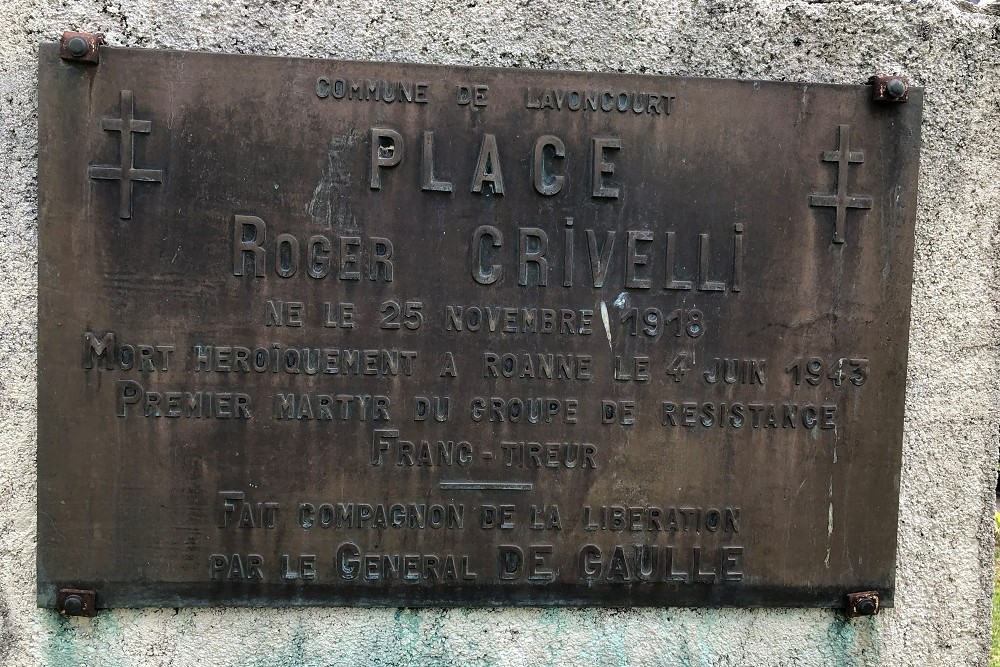 COMMUNE DE LAVONCOURT
PLACE
ROGER CRIVELLI
NE LE 25 NOVEMBRE 1918
MORT HEROÏQUEMENT A ROANNE LE 4 JUIN 1943
PREMIER MARTYR DU GROUPE DE RESISTANCE
FRANC-TIREUR
FAIT COMPAGNON DE LA LIBERATION
PAR LE GENERAL DE GAULLE